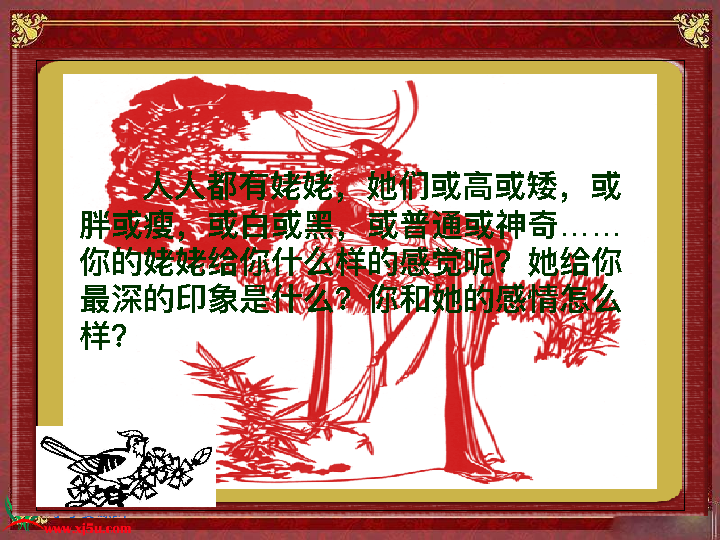 人人都有姥姥，她们或高或矮，或
胖或瘦，或白或黑，或普通或神奇……
你的姥姥给你什么样的感觉呢？她给你
最深的印象是什么？你和她的感情怎么
样？
www.xj5u.com